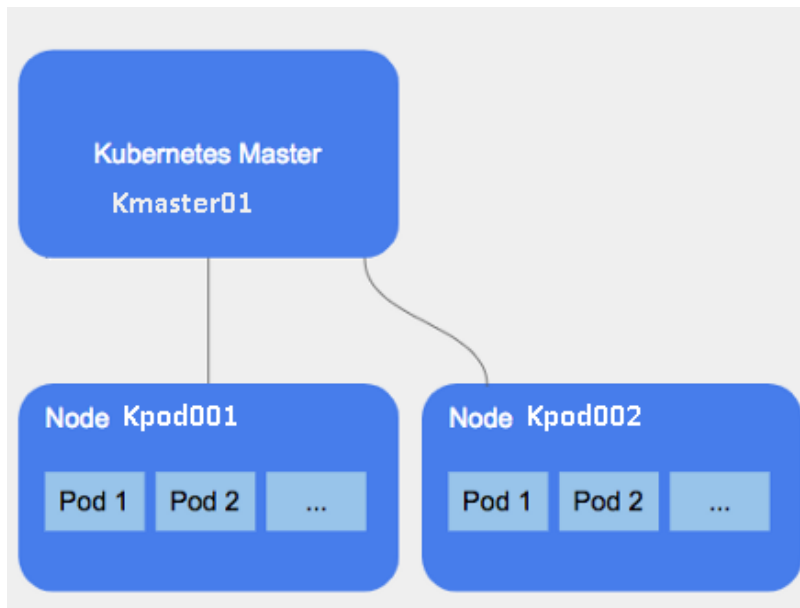 Kubernetes Master
Kmaster01
Node Kpod001
Pod 1 Pod 2 ...
Node Kpod002
Pod 1 Pod 2 ...